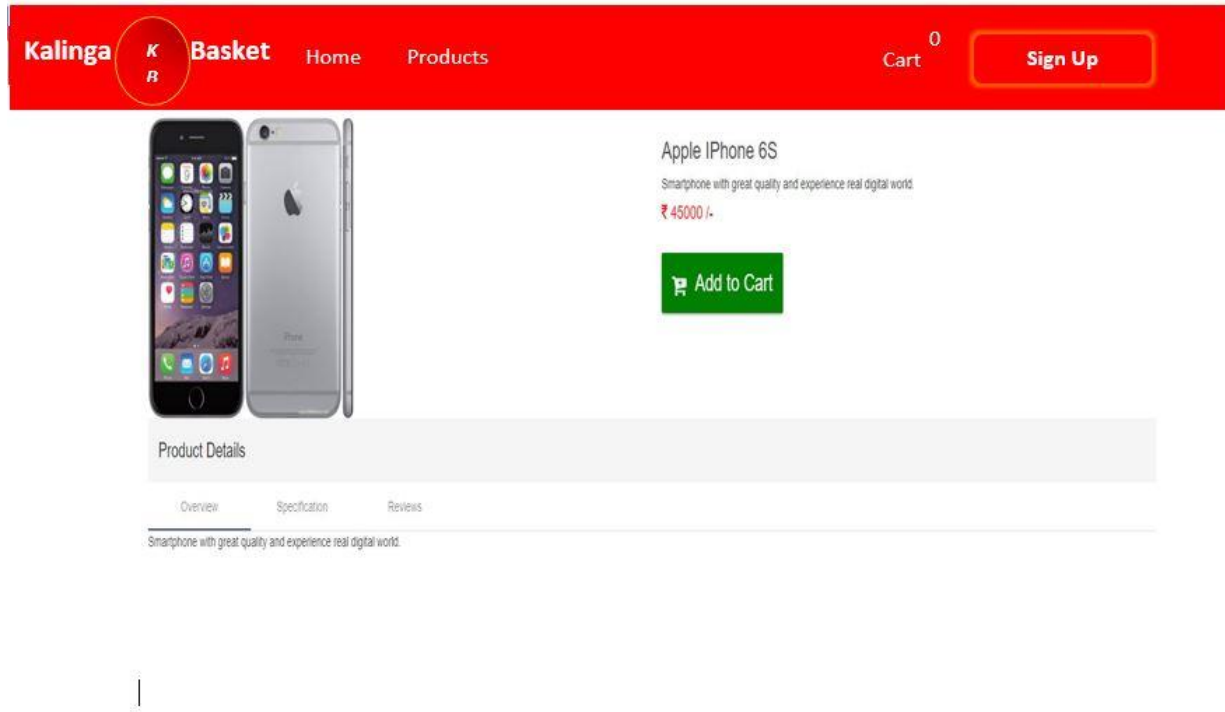 Kalinga K B Basket Home Products Cart 0 Sign Up
Apple IPhone 6S
Smartphone with great quality and experience real digital world.
₹ 45000 /-
Add to Cart
iPhone
Product Details
Overview Specification Reviews
Smartphone with great quality and experience real digital world.